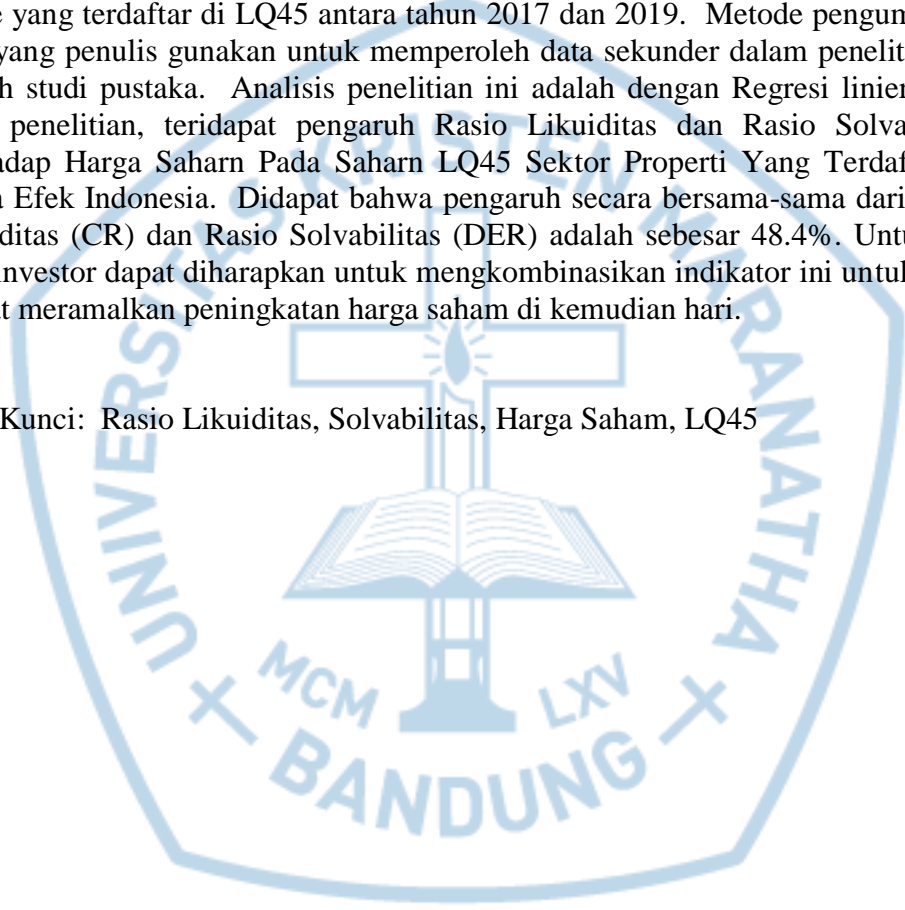 e yang terdaftar di LQ45 antara tahun 2017 dan 2019. Metode pengum
yang penulis gunakan untuk memperoleh data sekunder dalam penelit
h studi pustaka. Analisis penelitian ini adalah dengan Regresi linier
penelitian, teridapat pengaruh Rasio Likuiditas dan Rasio Solva
adap Harga Saharn Pada Saharn LQ45 Sektor Properti Yang Terdaf
a Efek Indonesia. Didapat bahwa pengaruh secara bersama-sama dari
iditas (CR) dan Rasio Solvabilitas (DER) adalah sebesar 48.4%. Untu
investor dapat diharapkan untuk mengkombinasikan indikator ini untuk
at meramalkan peningkatan harga saham di kemudian hari.
Kunci: Rasio Likuiditas, Solvabilitas, Harga Saham, LQ45
UNIVERSITAS KRISTEN MARANATHA
MCM LXV
BANDUNG